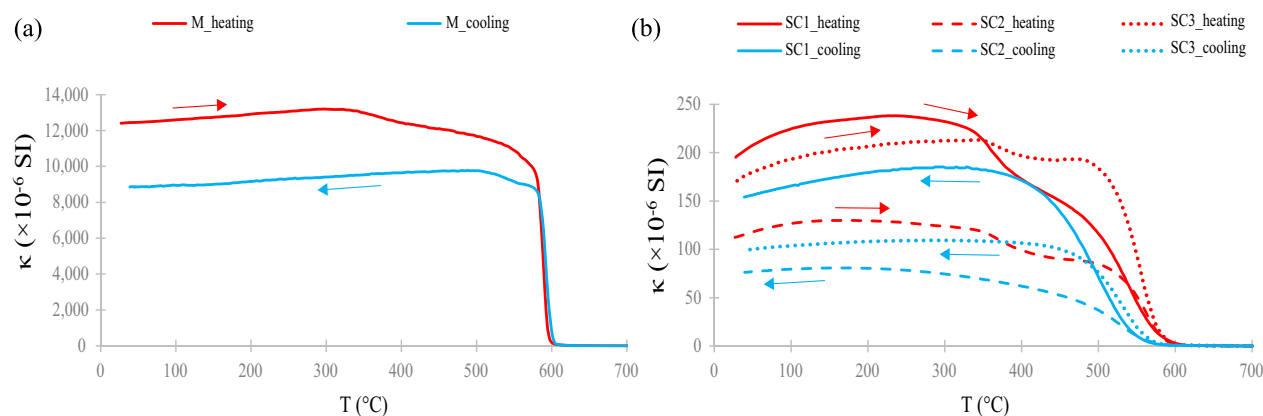 (a)
M_heating
M_cooling
κ (×10⁻⁶ SI)
14,000
12,000
10,000
8,000
6,000
4,000
2,000
0
0 100 200 300 400 500 600 700
T (°C)
(b)
SC1_heating SC2_heating SC3_heating
SC1_cooling SC2_cooling SC3_cooling
κ (×10⁻⁶ SI)
250
200
150
100
50
0
0 100 200 300 400 500 600 700
T (°C)